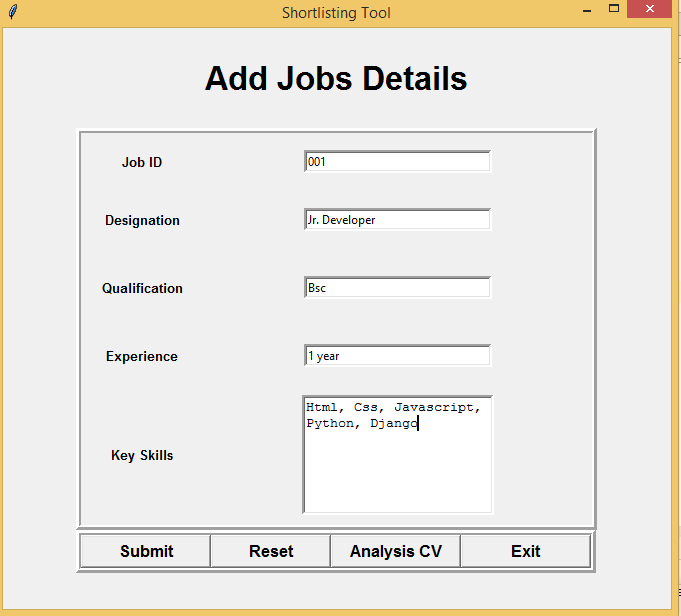 Shortlisting Tool
Add Jobs Details
Job ID 001
Designation Jr. Developer
Qualification Bsc
Experience 1 year
Key Skills Html, Css, Javascript,
Python, Django
Submit Reset Analysis CV Exit